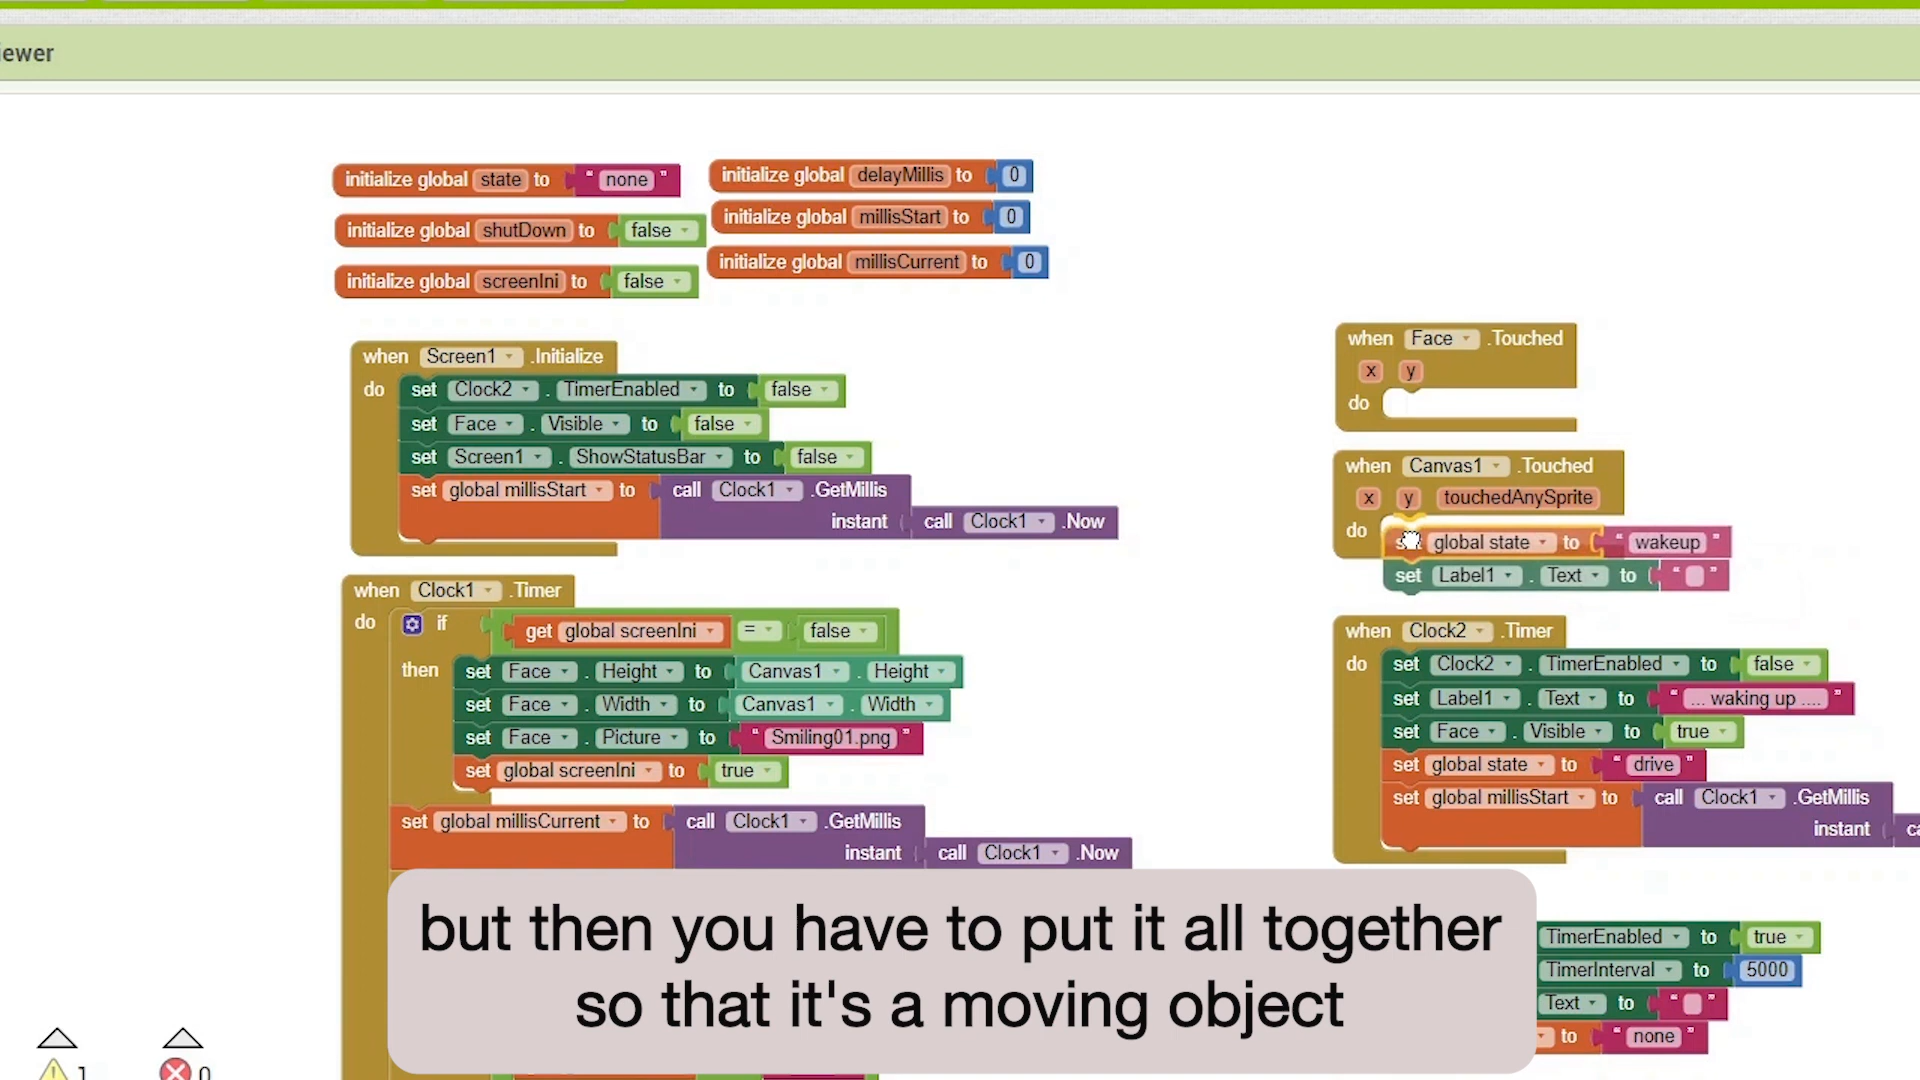 iewer
initialize global state to " none "
initialize global delayMillis to 0
initialize global shutDown to false
initialize global millisStart to 0
initialize global screenIni to false
initialize global millisCurrent to 0
when Screen1 .Initialize
do set Clock2 . TimerEnabled to false
set Face . Visible to false
set Screen1 . ShowStatusBar to false
set global millisStart to call Clock1 .GetMillis
instant call Clock1 .Now
when Clock1 .Timer
do if get global screenIni = false
then set Face . Height to Canvas1 . Height
set Face . Width to Canvas1 . Width
set Face . Picture to " Smiling01.png "
set global screenIni to true
set global millisCurrent to call Clock1 .GetMillis
instant call Clock1 .Now
when Face .Touched
x y
do
when Canvas1 .Touched
x y touchedAnySprite
do global state to " wakeup "
set Label1 . Text to " "
when Clock2 .Timer
do set Clock2 . TimerEnabled to false
set Label1 . Text to " ... waking up .... "
set Face . Visible to true
set global state to " drive "
set global millisStart to call Clock1 .GetMillis
instant ca
TimerEnabled to true
TimerInterval to 5000
Text to " "
to " none "
but then you have to put it all together
so that it's a moving object
1 0